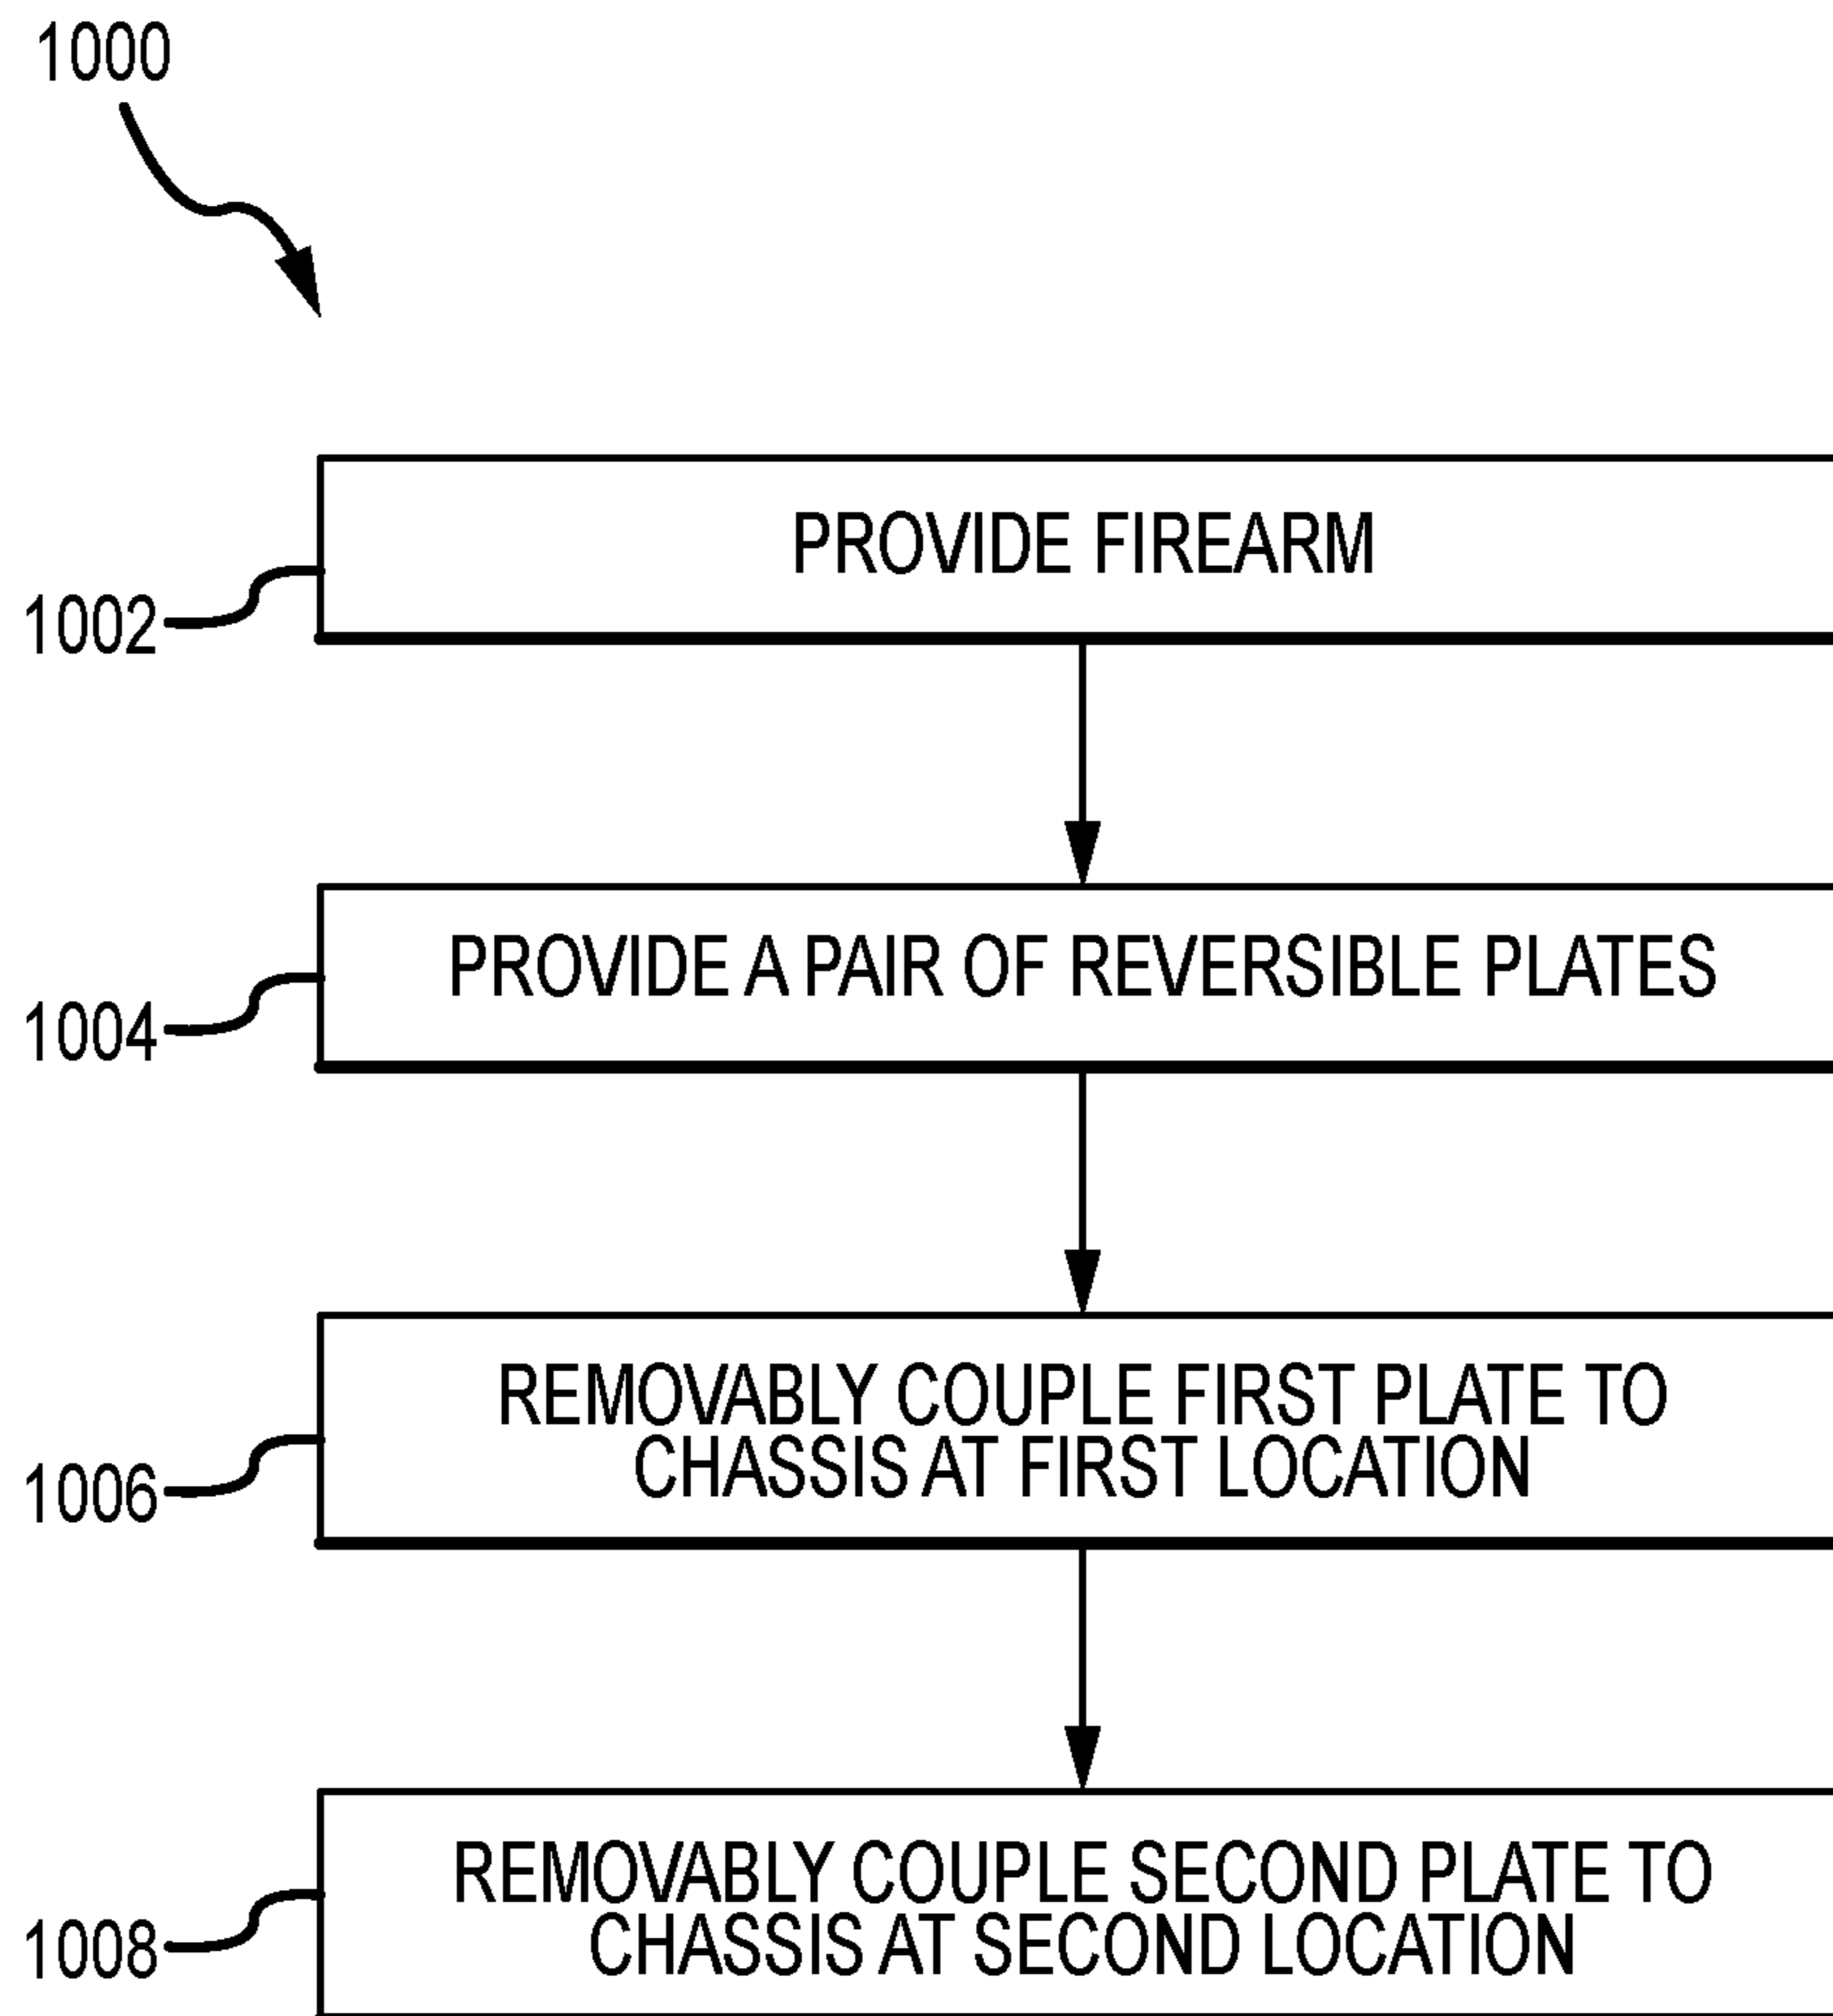 1000
PROVIDE FIREARM
1002
PROVIDE A PAIR OF REVERSIBLE PLATES
1004
REMOVABLY COUPLE FIRST PLATE TO
CHASSIS AT FIRST LOCATION
1006
REMOVABLY COUPLE SECOND PLATE TO
CHASSIS AT SECOND LOCATION
1008